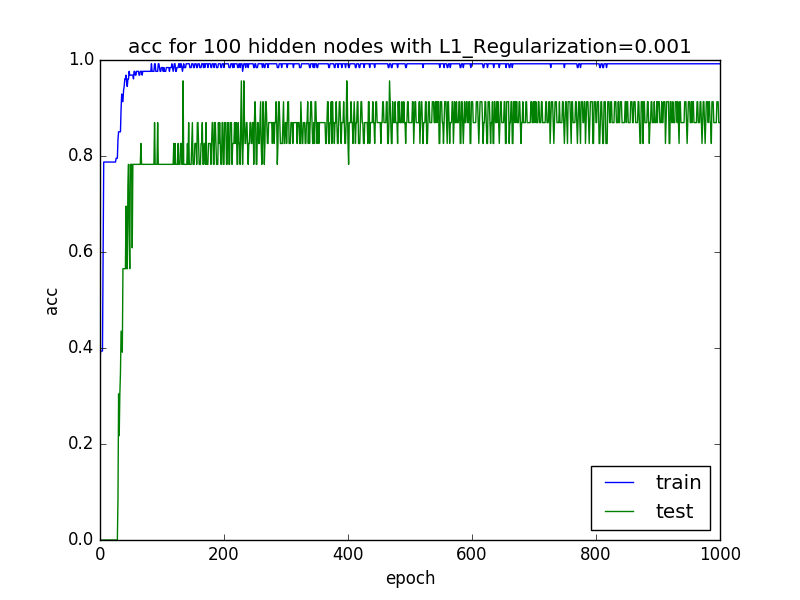 acc for 100 hidden nodes with L1_Regularization=0.001
1.0
0.8
0.6
0.4
0.2
0.0
acc
0 200 400 600 800 1000
epoch
train
test